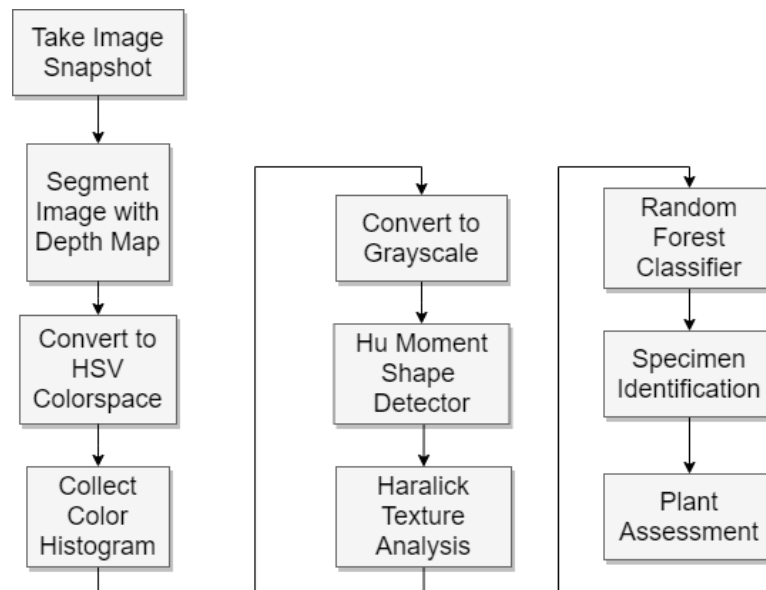 Take Image
Snapshot
Segment
Image with
Depth Map
Convert to
HSV
Colorspace
Collect
Color
Histogram
Convert to
Grayscale
Hu Moment
Shape
Detector
Haralick
Texture
Analysis
Random
Forest
Classifier
Specimen
Identification
Plant
Assessment